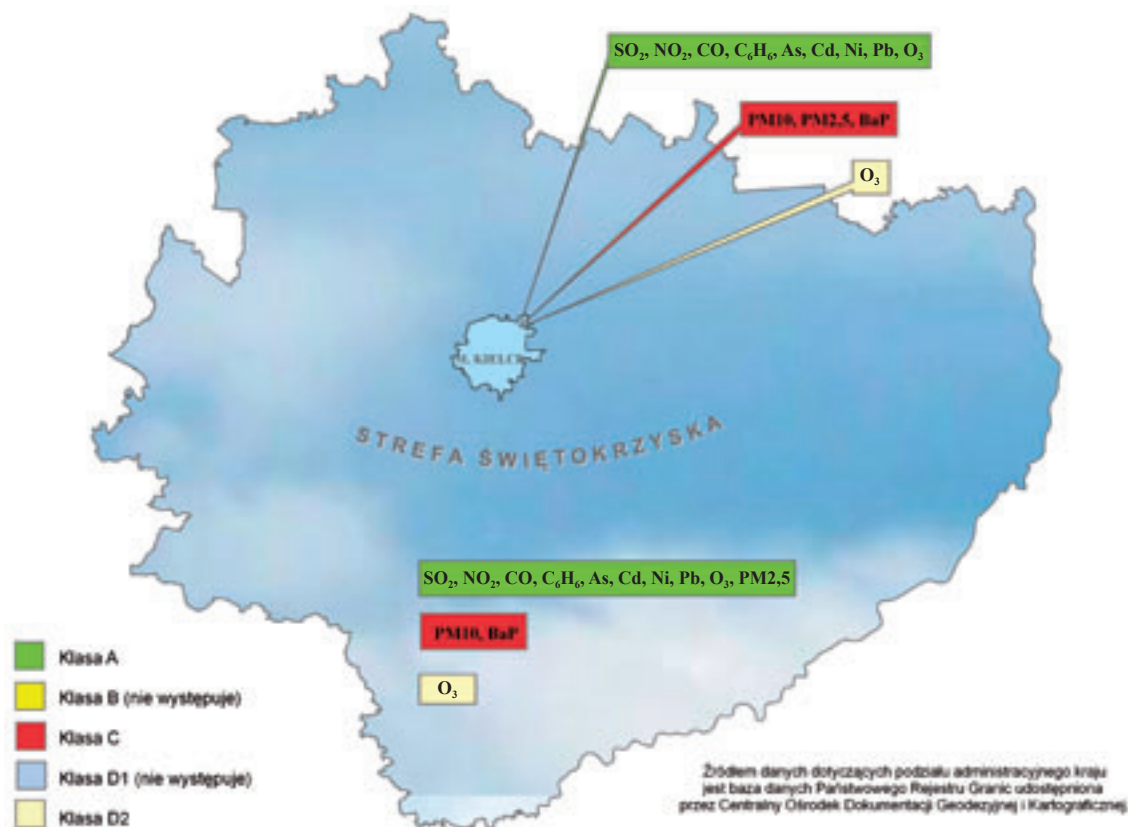 SO₂, NO₂, CO, C₆H₆, As, Cd, Ni, Pb, O₃
PM10, PM2,5, BaP
O₃
KIELCE
STREFA ŚWIĘTOKRZYSKA
SO₂, NO₂, CO, C₆H₆, As, Cd, Ni, Pb, O₃, PM2,5
PM10, BaP
O₃
Klasa A
Klasa B (nie występuje)
Klasa C
Klasa D1 (nie występuje)
Klasa D2
Źródłem danych dotyczących podziału administracyjnego kraju
jest baza danych Państwowego Rejestru Granic udostępniona
przez Centralny Ośrodek Dokumentacji Geodezyjnej i Kartograficznej